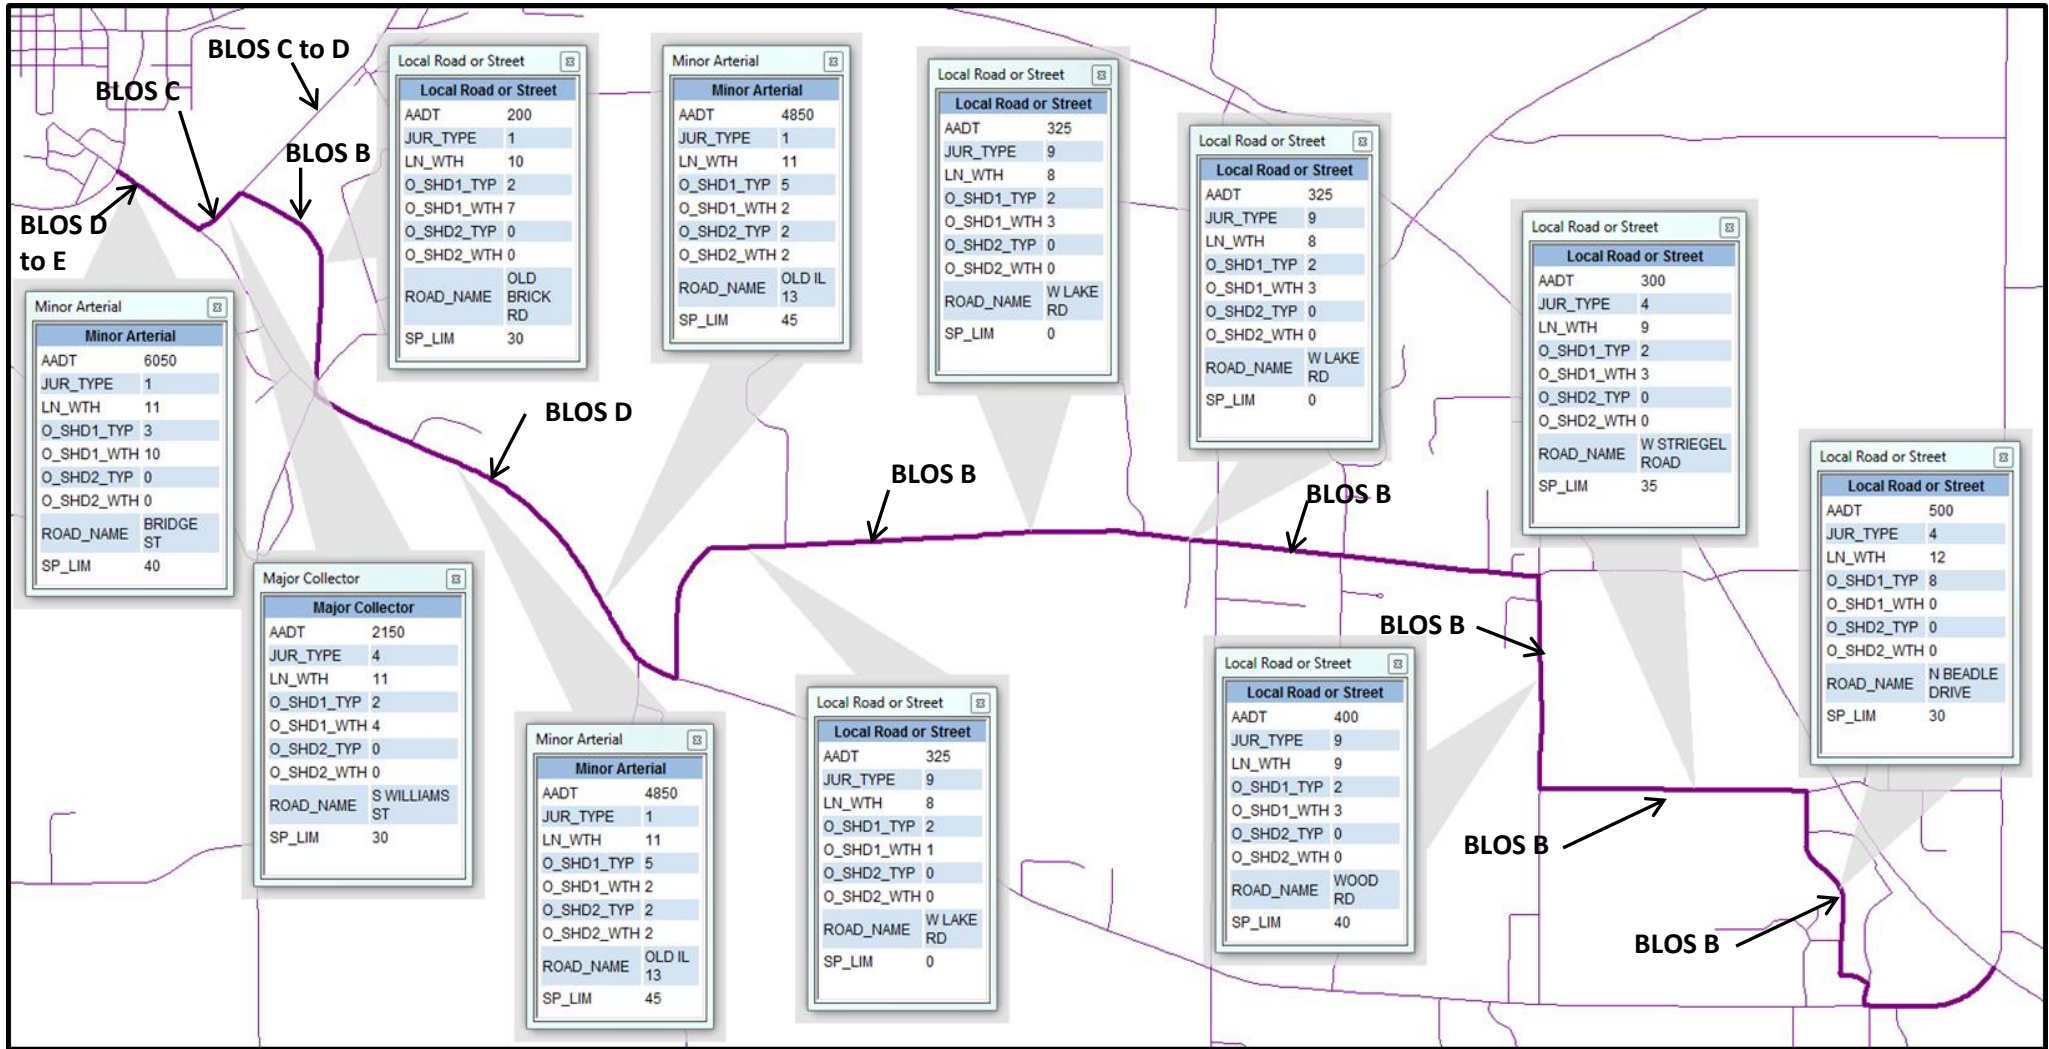 BLOS C to D
BLOS C
BLOS B
BLOS D
to E
Local Road or Street
Local Road or Street
AADT 200
JUR_TYPE 1
LN_WTH 10
O_SHD1_TYP 2
O_SHD1_WTH 7
O_SHD2_TYP 0
O_SHD2_WTH 0
ROAD_NAME OLD
BRICK
RD
SP_LIM 30
Minor Arterial
Minor Arterial
AADT 4850
JUR_TYPE 1
LN_WTH 11
O_SHD1_TYP 5
O_SHD1_WTH 2
O_SHD2_TYP 2
O_SHD2_WTH 2
ROAD_NAME OLD IL
13
SP_LIM 45
Local Road or Street
Local Road or Street
AADT 325
JUR_TYPE 9
LN_WTH 8
O_SHD1_TYP 2
O_SHD1_WTH 3
O_SHD2_TYP 0
O_SHD2_WTH 0
ROAD_NAME W LAKE
RD
SP_LIM 0
Local Road or Street
Local Road or Street
AADT 325
JUR_TYPE 9
LN_WTH 8
O_SHD1_TYP 2
O_SHD1_WTH 3
O_SHD2_TYP 0
O_SHD2_WTH 0
ROAD_NAME W LAKE
RD
SP_LIM 0
Local Road or Street
Local Road or Street
AADT 300
JUR_TYPE 4
LN_WTH 9
O_SHD1_TYP 2
O_SHD1_WTH 3
O_SHD2_TYP 0
O_SHD2_WTH 0
ROAD_NAME W STRIEGEL
ROAD
SP_LIM 35
Minor Arterial
Minor Arterial
AADT 6050
JUR_TYPE 1
LN_WTH 11
O_SHD1_TYP 3
O_SHD1_WTH 10
O_SHD2_TYP 0
O_SHD2_WTH 0
ROAD_NAME BRIDGE
ST
SP_LIM 40
BLOS D
BLOS B
BLOS B
Local Road or Street
Local Road or Street
AADT 500
JUR_TYPE 4
LN_WTH 12
O_SHD1_TYP 8
O_SHD1_WTH 0
O_SHD2_TYP 0
O_SHD2_WTH 0
ROAD_NAME N BEADLE
DRIVE
SP_LIM 30
Major Collector
Major Collector
AADT 2150
JUR_TYPE 4
LN_WTH 11
O_SHD1_TYP 2
O_SHD1_WTH 4
O_SHD2_TYP 0
O_SHD2_WTH 0
ROAD_NAME S WILLIAMS
ST
SP_LIM 30
Minor Arterial
Minor Arterial
AADT 4850
JUR_TYPE 1
LN_WTH 11
O_SHD1_TYP 5
O_SHD1_WTH 2
O_SHD2_TYP 2
O_SHD2_WTH 2
ROAD_NAME OLD IL
13
SP_LIM 45
Local Road or Street
Local Road or Street
AADT 325
JUR_TYPE 9
LN_WTH 8
O_SHD1_TYP 2
O_SHD1_WTH 1
O_SHD2_TYP 0
O_SHD2_WTH 0
ROAD_NAME W LAKE
RD
SP_LIM 0
BLOS B
Local Road or Street
Local Road or Street
AADT 400
JUR_TYPE 9
LN_WTH 9
O_SHD1_TYP 2
O_SHD1_WTH 3
O_SHD2_TYP 0
O_SHD2_WTH 0
ROAD_NAME WOOD
RD
SP_LIM 40
BLOS B
BLOS B